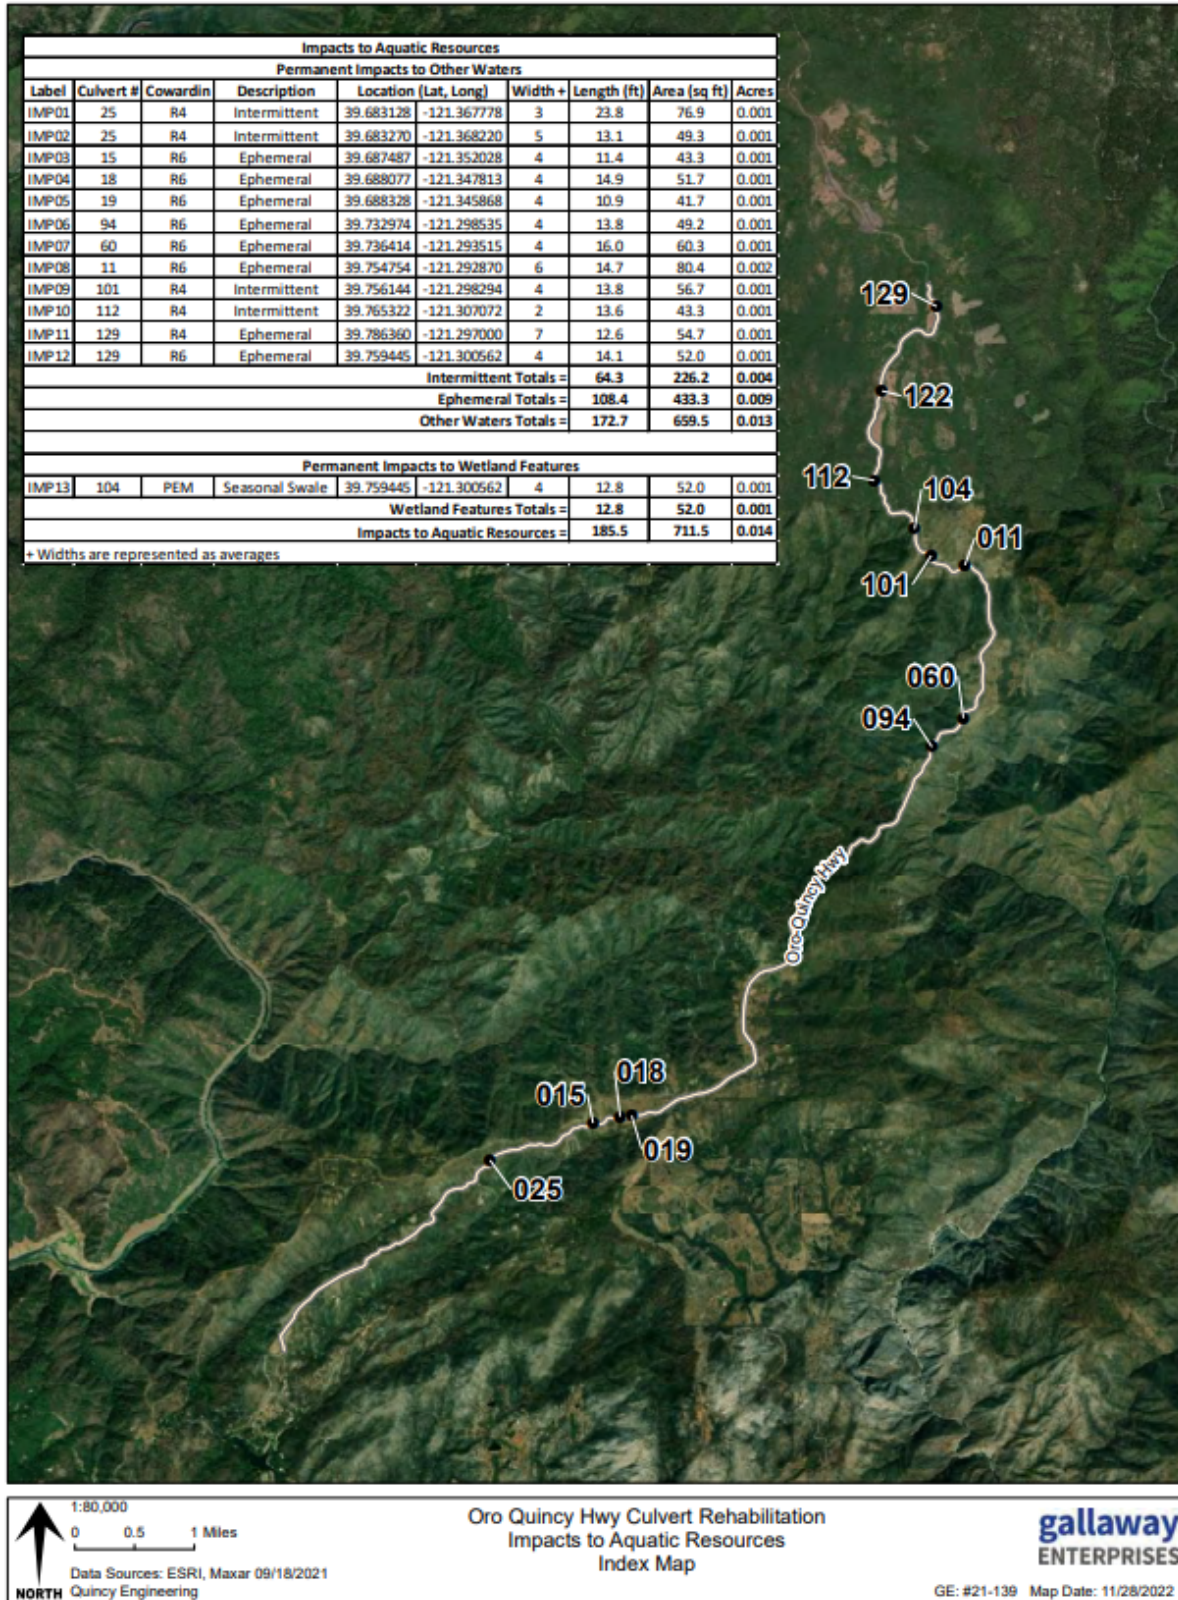 Impacts to Aquatic Resources
Permanent Impacts to Other Waters
Label Culvert # Cowardin Description Location (Lat, Long) Width + Length (ft) Area (sq ft) Acres
IMP01 25 R4 Intermittent 39.683128 -121.367778 3 23.8 76.9 0.001
IMP02 25 R4 Intermittent 39.683270 -121.368220 5 13.1 49.3 0.001
IMP03 15 R6 Ephemeral 39.687487 -121.352028 4 11.4 43.3 0.001
IMP04 18 R6 Ephemeral 39.688077 -121.347813 4 14.9 51.7 0.001
IMP05 19 R6 Ephemeral 39.688328 -121.345868 4 10.9 41.7 0.001
IMP06 94 R6 Ephemeral 39.732974 -121.298535 4 13.8 49.2 0.001
IMP07 60 R6 Ephemeral 39.736414 -121.293515 4 16.0 60.3 0.001
IMP08 11 R6 Ephemeral 39.754754 -121.292870 6 14.7 80.4 0.002
IMP09 101 R4 Intermittent 39.756144 -121.298294 4 13.8 56.7 0.001
IMP10 112 R4 Intermittent 39.765322 -121.307072 2 13.6 43.3 0.001
IMP11 129 R4 Ephemeral 39.786360 -121.297000 7 12.6 54.7 0.001
IMP12 129 R6 Ephemeral 39.759445 -121.300562 4 14.1 52.0 0.001
Intermittent Totals = 64.3 226.2 0.004
Ephemeral Totals = 108.4 433.3 0.009
Other Waters Totals = 172.7 659.5 0.013
Permanent Impacts to Wetland Features
IMP13 104 PEM Seasonal Swale 39.759445 -121.300562 4 12.8 52.0 0.001
Wetland Features Totals = 12.8 52.0 0.001
Impacts to Aquatic Resources = 185.5 711.5 0.014
+ Widths are represented as averages
129
122
112
104
011
101
060
094
Oro-Quincy Hwy
018
015
019
025
1:80,000
0 0.5 1 Miles
Data Sources: ESRI, Maxar 09/18/2021
NORTH Quincy Engineering
Oro Quincy Hwy Culvert Rehabilitation
Impacts to Aquatic Resources
Index Map
gallaway
ENTERPRISES
GE: #21-139 Map Date: 11/28/2022